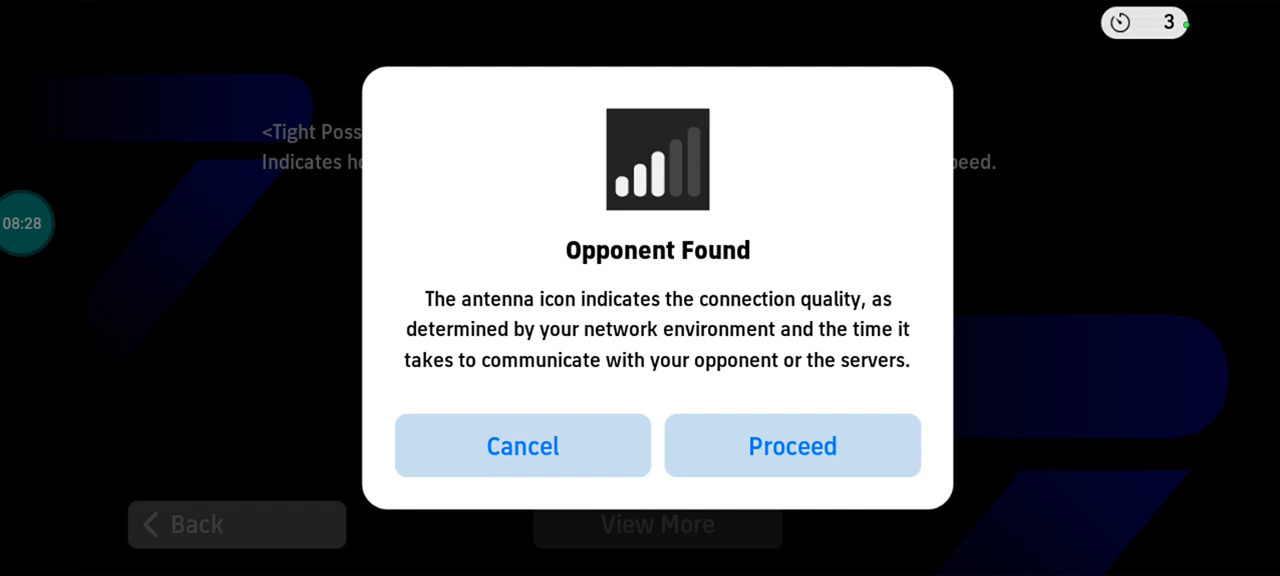 3
<Tight Poss
Indicates ho
peed.
08:28
Opponent Found
The antenna icon indicates the connection quality, as
determined by your network environment and the time it
takes to communicate with your opponent or the servers.
Cancel
Proceed
Back
View More